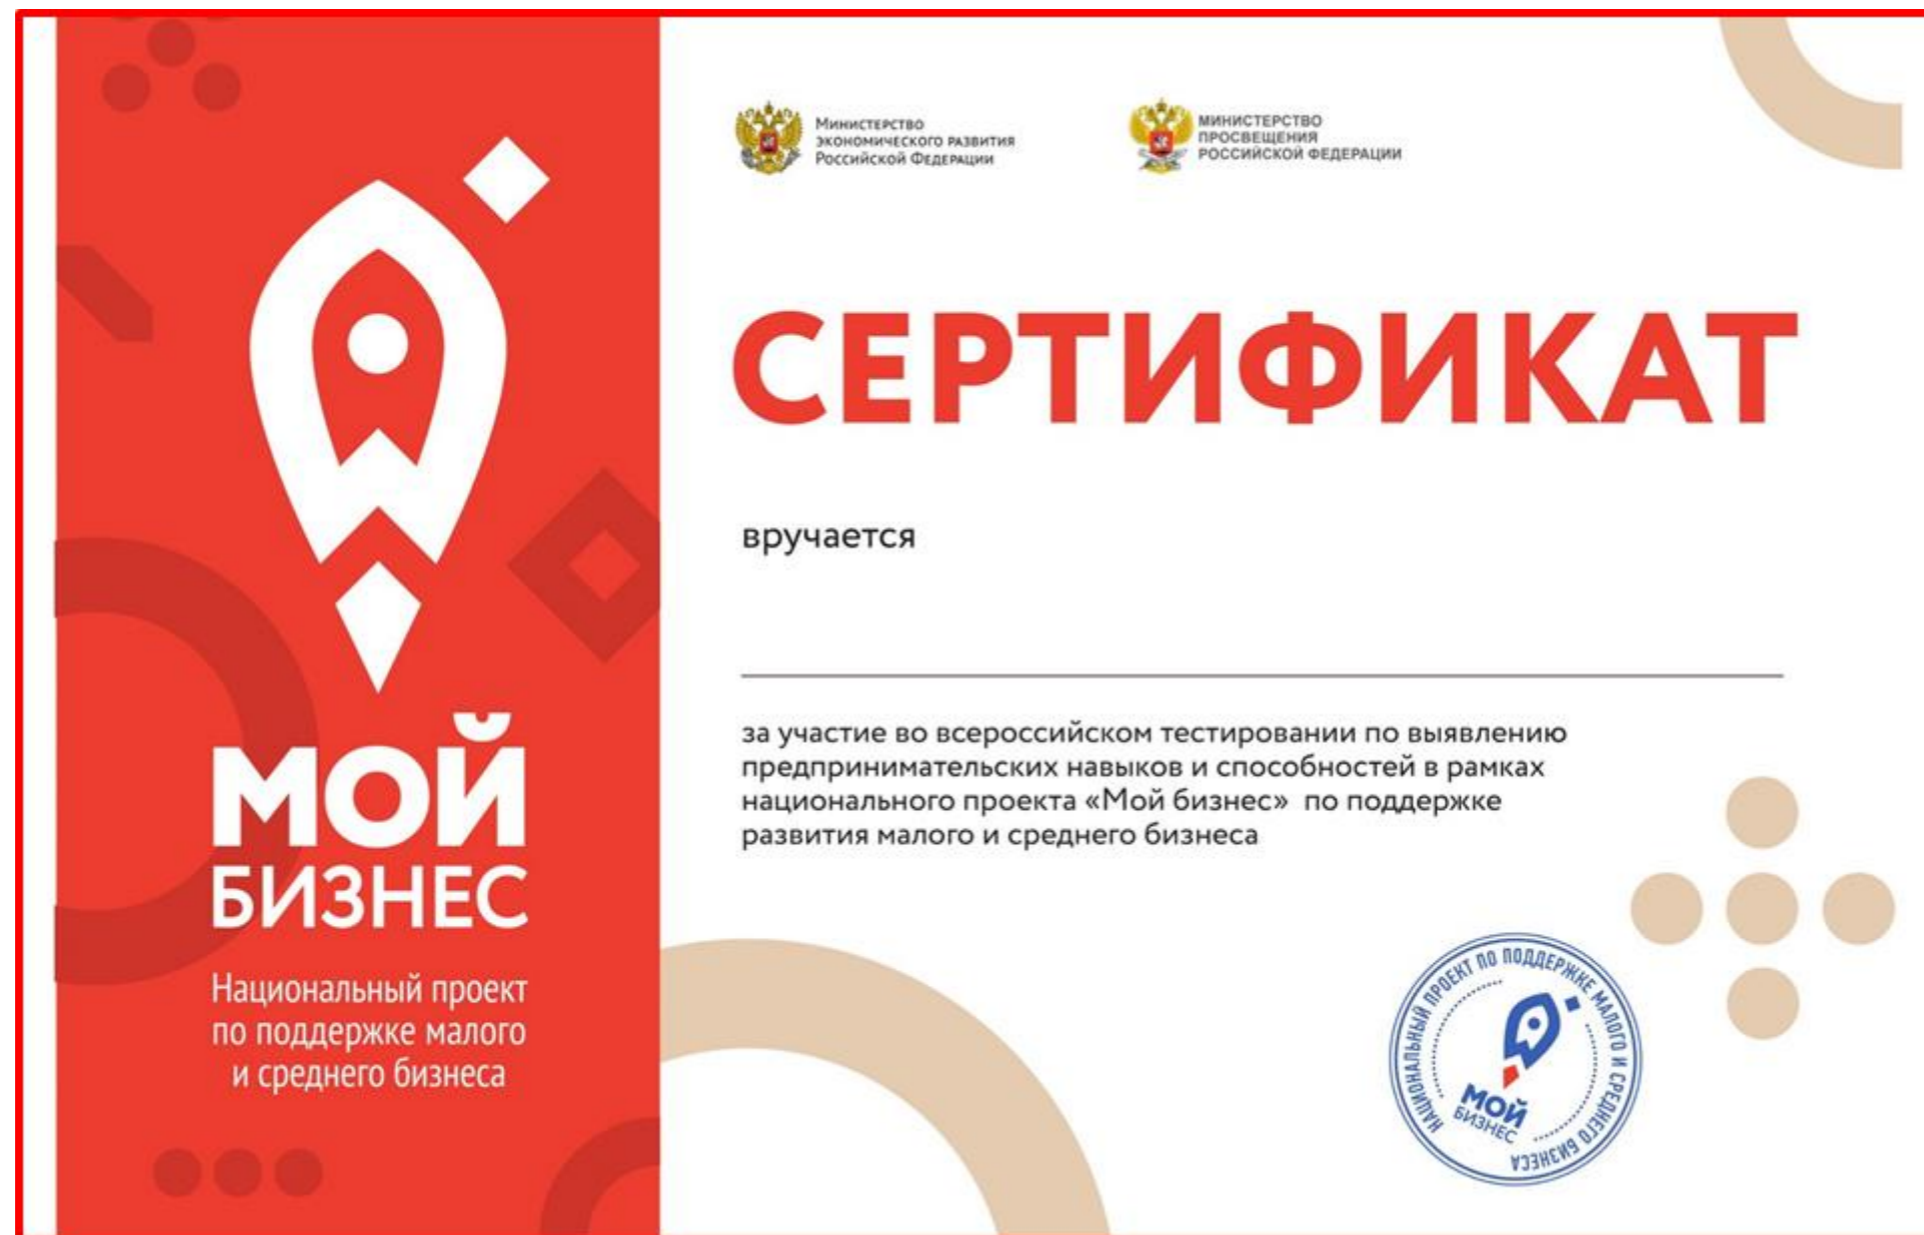 Министерство
экономического развития
Российской Федерации
МИНИСТЕРСТВО
ПРОСВЕЩЕНИЯ
РОССИЙСКОЙ ФЕДЕРАЦИИ
СЕРТИФИКАТ
вручается
за участие во всероссийском тестировании по выявлению
предпринимательских навыков и способностей в рамках
национального проекта «Мой бизнес» по поддержке
развития малого и среднего бизнеса
МОЙ
БИЗНЕС
Национальный проект
по поддержке малого
и среднего бизнеса
НАЦИОНАЛЬНЫЙ ПРОЕКТ ПО ПОДДЕРЖКЕ МАЛОГО И СРЕДНЕГО БИЗНЕСА
МОЙ
БИЗНЕС